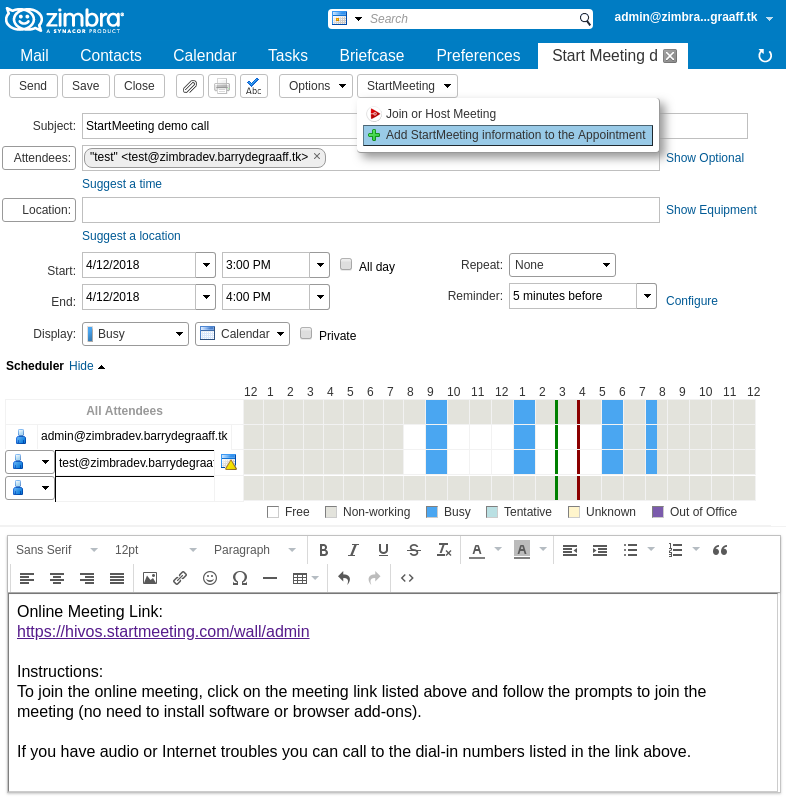 zimbra
A SYNACOR PRODUCT
Search
admin@zimbra...graaff.tk
Mail Contacts Calendar Tasks Briefcase Preferences Start Meeting d
Send Save Close Abc Options StartMeeting
Join or Host Meeting
Add StartMeeting information to the Appointment
Subject: StartMeeting demo call
Attendees: "test" <test@zimbradev.barrydegraaff.tk> × Show Optional
Suggest a time
Location: Show Equipment
Suggest a location
Start: 4/12/2018 3:00 PM All day Repeat: None
End: 4/12/2018 4:00 PM Reminder: 5 minutes before Configure
Display: Busy Calendar Private
Scheduler Hide
12 1 2 3 4 5 6 7 8 9 10 11 12 1 2 3 4 5 6 7 8 9 10 11 12
All Attendees
admin@zimbradev.barrydegraaff.tk
test@zimbradev.barrydegraaf
Free Non-working Busy Tentative Unknown Out of Office
Sans Serif 12pt Paragraph B I U S Tx A A
Online Meeting Link:
https://hivos.startmeeting.com/wall/admin
Instructions:
To join the online meeting, click on the meeting link listed above and follow the prompts to join the
meeting (no need to install software or browser add-ons).
If you have audio or Internet troubles you can call to the dial-in numbers listed in the link above.